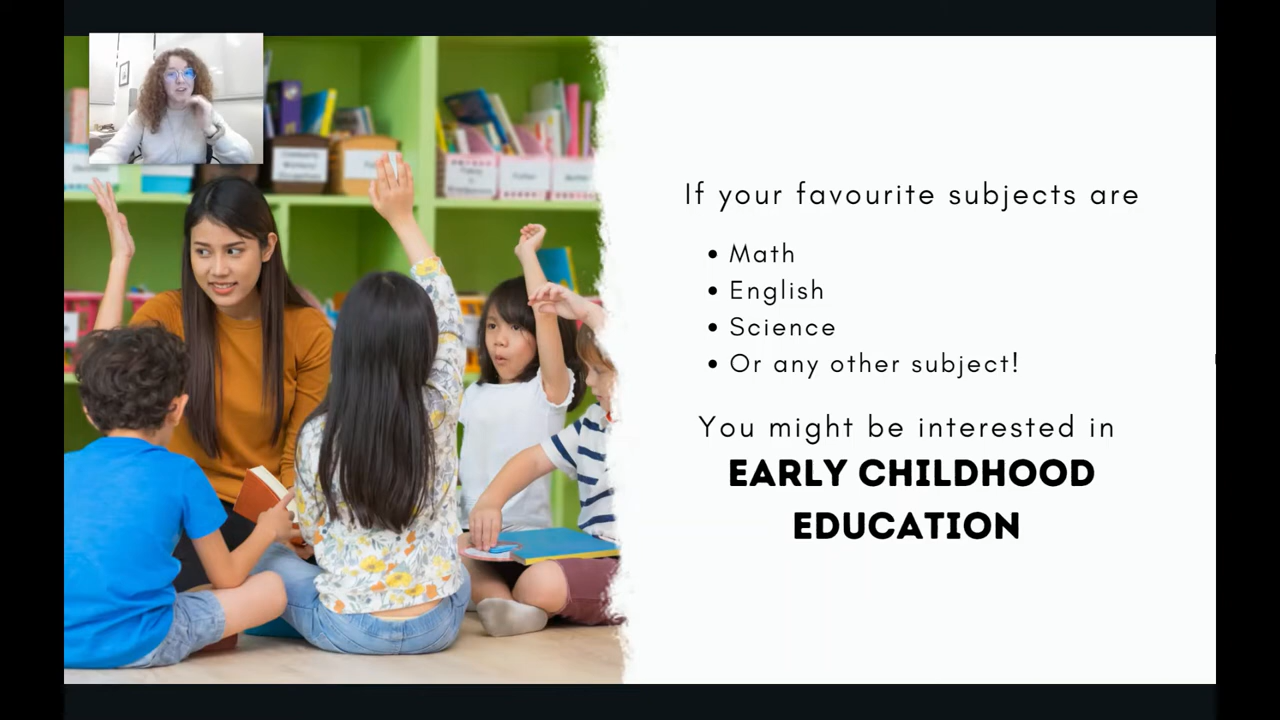 If your favourite subjects are
• Math
• English
• Science
• Or any other subject!
You might be interested in
EARLY CHILDHOOD
EDUCATION